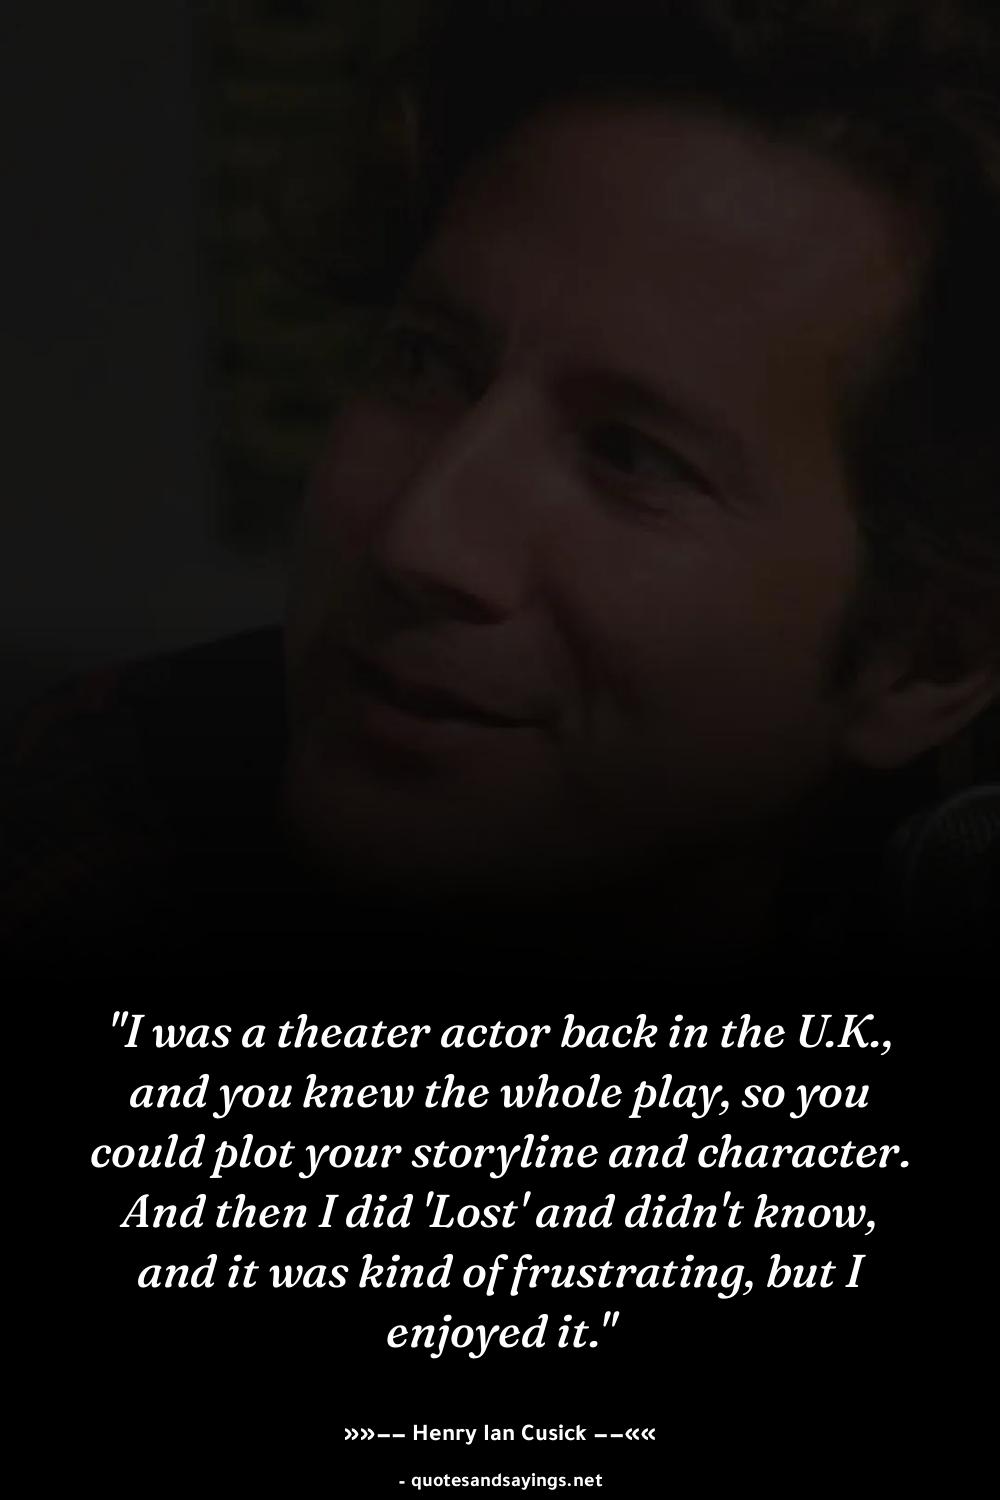 "I was a theater actor back in the U.K.,
and you knew the whole play, so you
could plot your storyline and character.
And then I did 'Lost' and didn't know,
and it was kind of frustrating, but I
enjoyed it."
»»–– Henry Ian Cusick ––««
- quotesandsayings.net